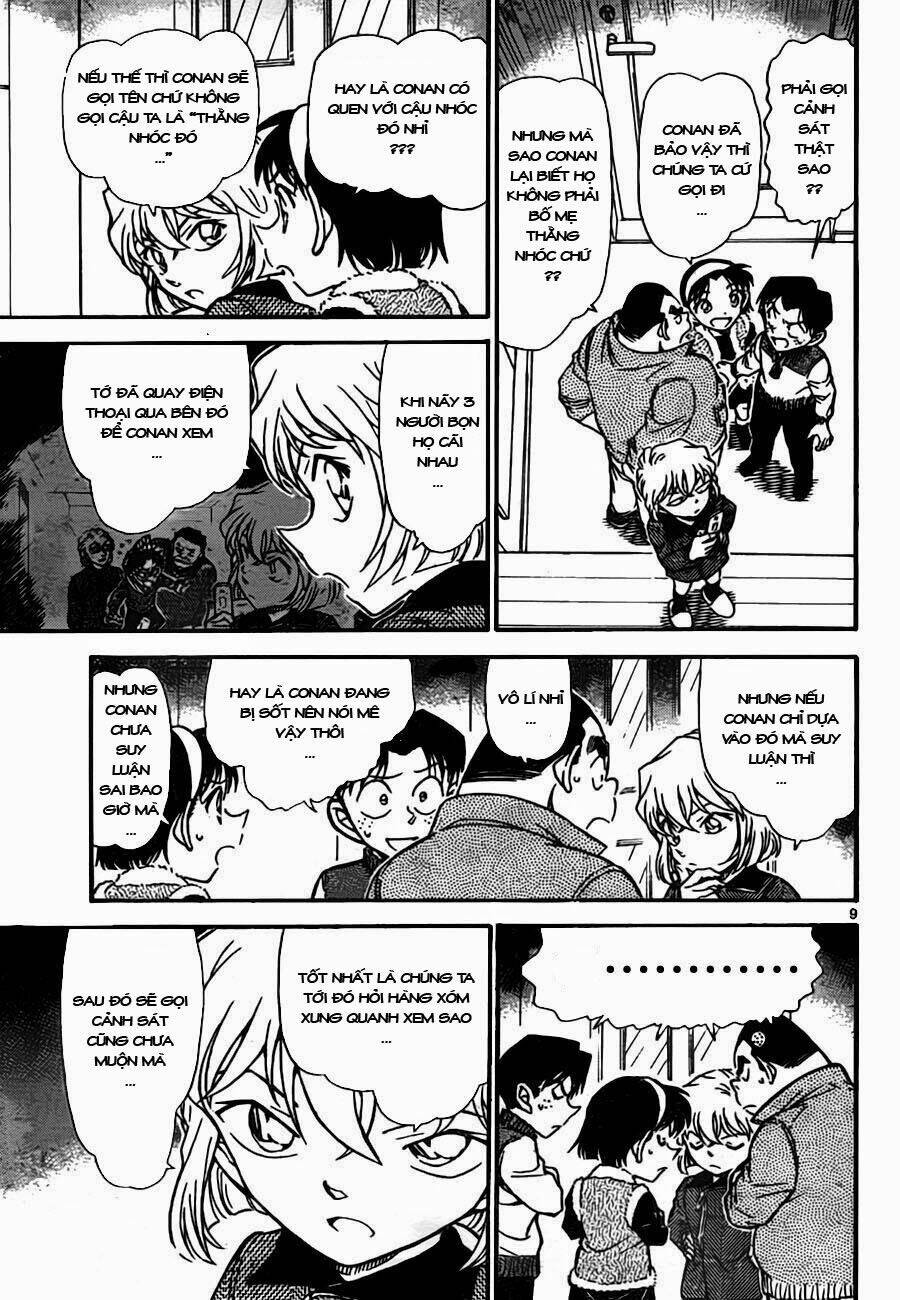 PHẢI GỌI
CẢNH
SÁT
THẬT
SAO
??
CONAN ĐÃ
BẢO VẬY THÌ
CHÚNG TA CỨ
GỌI ĐI
...
NHƯNG MÀ
SAO CONAN
LẠI BIẾT HỌ
KHÔNG PHẢI
BỐ MẸ
THẰNG
NHÓC CHỨ
??
HAY LÀ CONAN CÓ
QUEN VỚI CẬU NHÓC
ĐÓ NHỈ
???
NẾU THẾ THÌ CONAN SẼ
GỌI TÊN CHỨ KHÔNG
GỌI CẬU TA LÀ "THẰNG
NHÓC ĐÓ
..."
KHI NÃY 3
NGƯỜI BỌN
HỌ CÃI
NHAU
...
TỚ ĐÃ QUAY ĐIỆN
THOẠI QUA BÊN ĐÓ
ĐỂ CONAN XEM
...
NHƯNG NẾU
CONAN CHỈ DỰA
VÀO ĐÓ MÀ SUY
LUẬN THÌ
...
VÔ LÍ NHỈ
...
HAY LÀ CONAN ĐANG
BỊ SỐT NÊN NÓI MÊ
VẬY THÔI
...
NHƯNG
CONAN
CHƯA
SUY
LUẬN
SAI BAO
GIỜ MÀ
...
9
.............
TỐT NHẤT LÀ CHÚNG TA
TỚI ĐÓ HỎI HÀNG XÓM
XUNG QUANH XEM SAO
...
SAU ĐÓ SẼ GỌI
CẢNH SÁT
CŨNG CHƯA
MUỘN MÀ
...